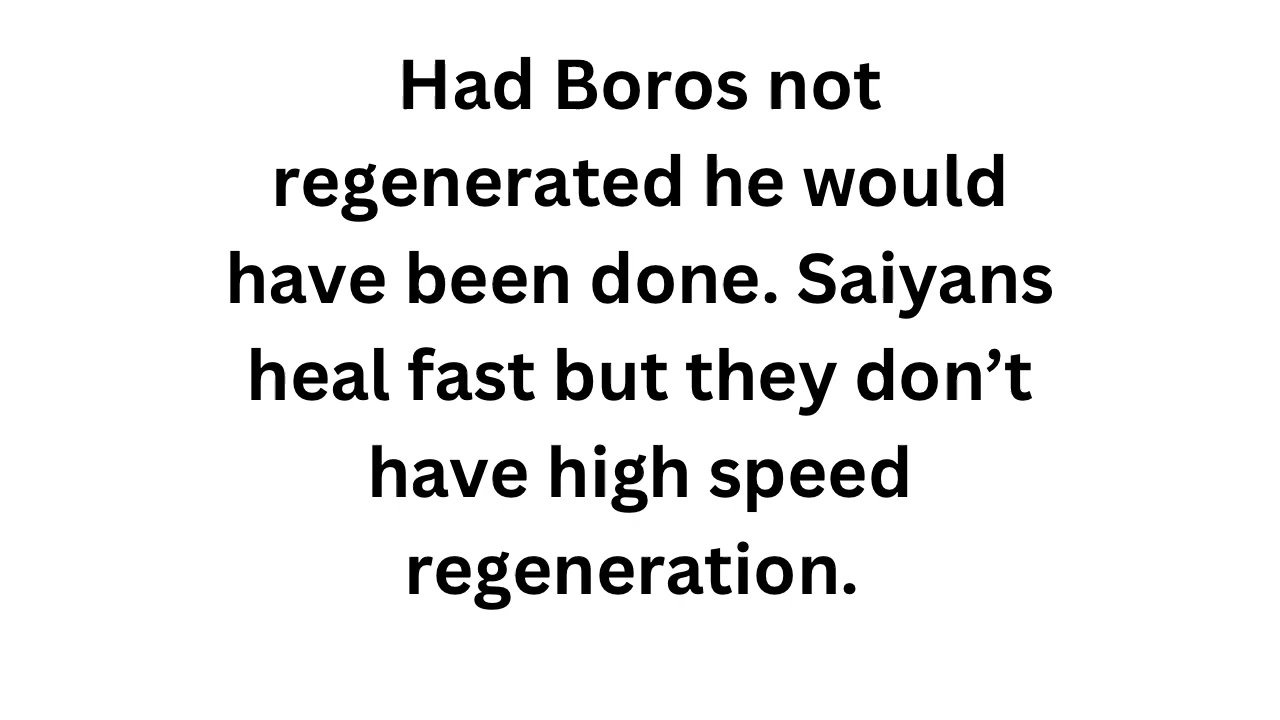 Had Boros not
regenerated he would
have been done. Saiyans
heal fast but they don’t
have high speed
regeneration.